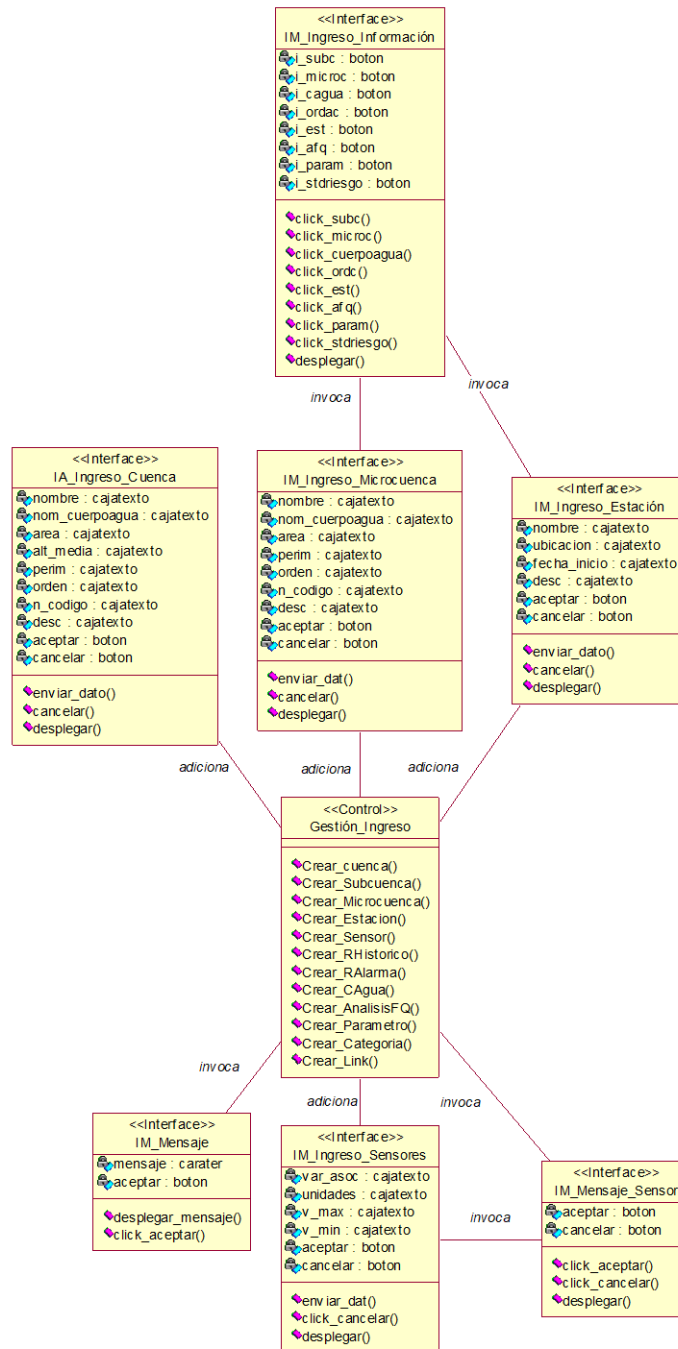 <<Interface>>
IM_Ingreso_Información
i_subc : boton
i_microc : boton
i_cagua : boton
i_ordac : boton
i_est : boton
i_afq : boton
i_param : boton
i_stdriesgo : boton
click_subc()
click_microc()
click_cuerpoagua()
click_ordc()
click_est()
click_afq()
click_param()
click_stdriesgo()
desplegar()
invoca
invoca
<<Interface>>
IA_Ingreso_Cuenca
nombre : cajatexto
nom_cuerpoagua : cajatexto
area : cajatexto
alt_media : cajatexto
perim : cajatexto
orden : cajatexto
n_codigo : cajatexto
desc : cajatexto
aceptar : boton
cancelar : boton
enviar_dato()
cancelar()
desplegar()
<<Interface>>
IM_Ingreso_Microcuenca
nombre : cajatexto
nom_cuerpoagua : cajatexto
area : cajatexto
perim : cajatexto
orden : cajatexto
n_codigo : cajatexto
desc : cajatexto
aceptar : boton
cancelar : boton
enviar_dat()
cancelar()
desplegar()
<<Interface>>
IM_Ingreso_Estación
nombre : cajatexto
ubicacion : cajatexto
fecha_inicio : cajatexto
desc : cajatexto
aceptar : boton
cancelar : boton
enviar_dato()
cancelar()
desplegar()
adiciona
adiciona
adiciona
<<Control>>
Gestión_Ingreso
Crear_cuenca()
Crear_Subcuenca()
Crear_Microcuenca()
Crear_Estacion()
Crear_Sensor()
Crear_RHistorico()
Crear_RAlarma()
Crear_CAgua()
Crear_AnalisisFQ()
Crear_Parametro()
Crear_Categoria()
Crear_Link()
invoca
adiciona
invoca
<<Interface>>
IM_Mensaje
mensaje : carater
aceptar : boton
desplegar_mensaje()
click_aceptar()
<<Interface>>
IM_Ingreso_Sensores
var_asoc : cajatexto
unidades : cajatexto
v_max : cajatexto
v_min : cajatexto
aceptar : boton
cancelar : boton
enviar_dat()
click_cancelar()
desplegar()
invoca
<<Interface>>
IM_Mensaje_Sensor
aceptar : boton
cancelar : boton
click_aceptar()
click_cancelar()
desplegar()